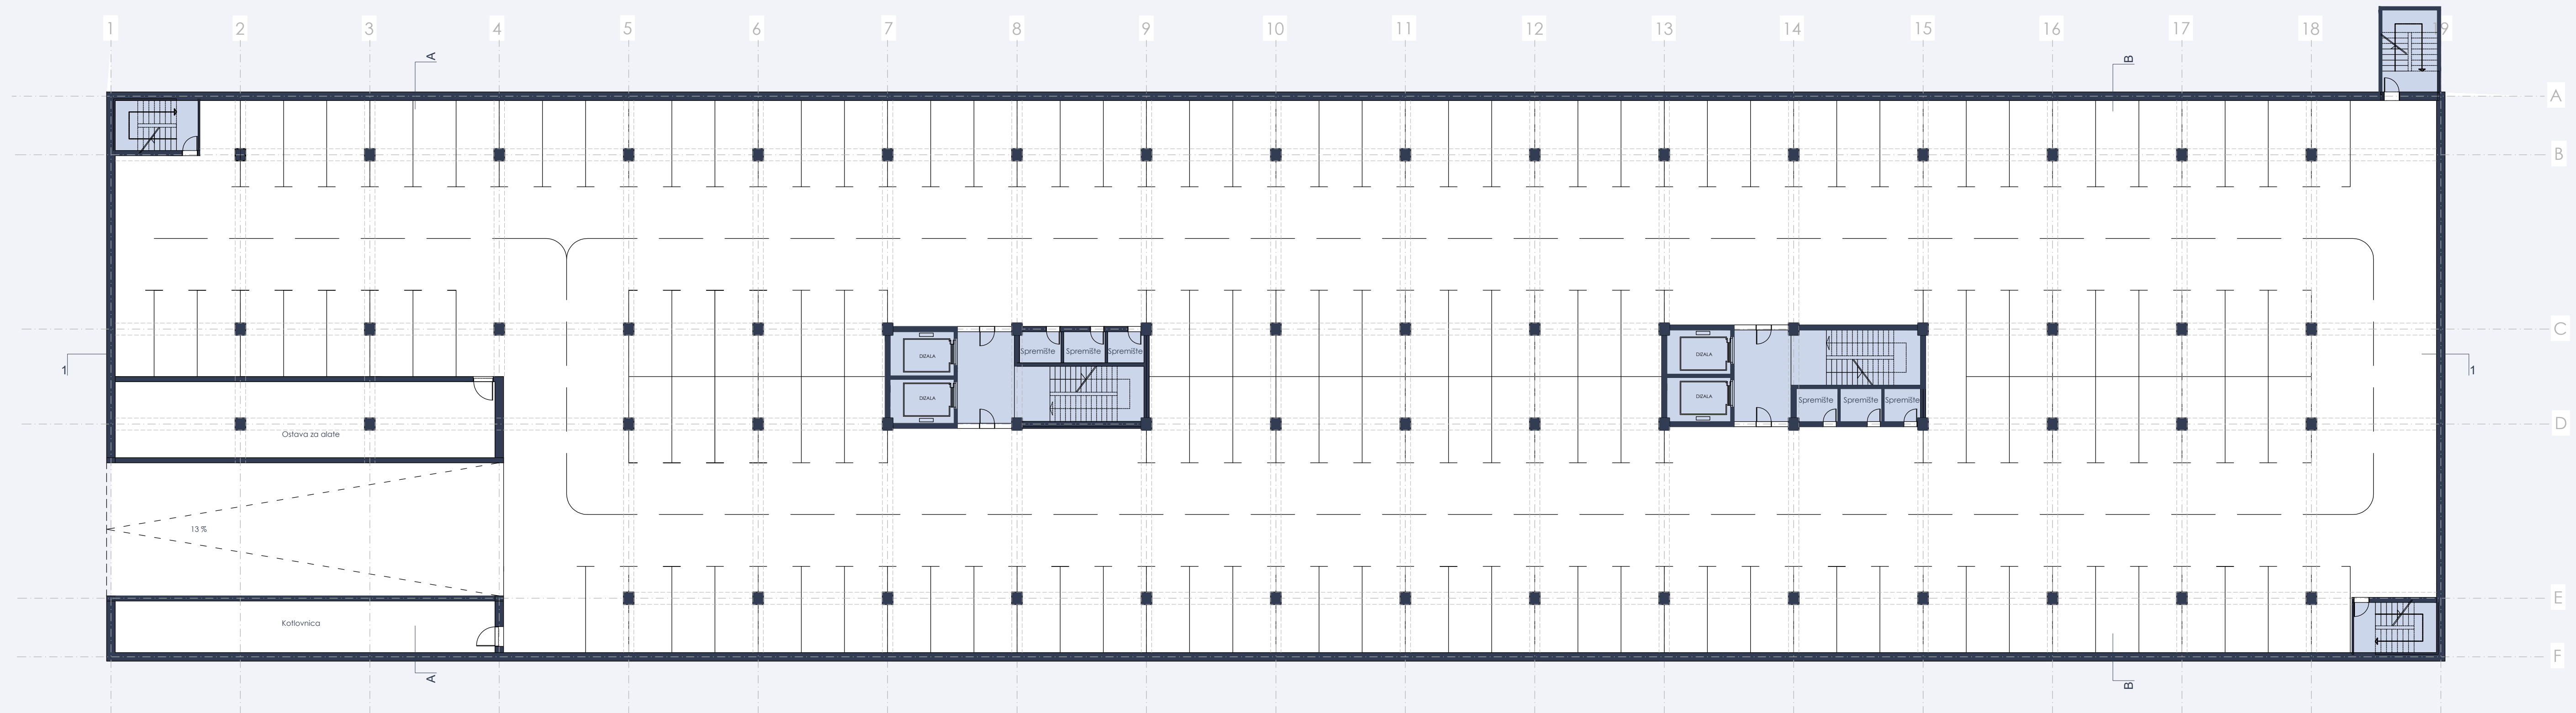 1 2 3 4 5 6 7 8 9 10 11 12 13 14 15 16 17 18 19
A B
A
B
DIZALA Spremište Spremište Spremište DIZALA
C
1 1
DIZALA DIZALA Spremište Spremište Spremište
D
Ostava za alate
13 %
E
Kotlovnica
F
A B